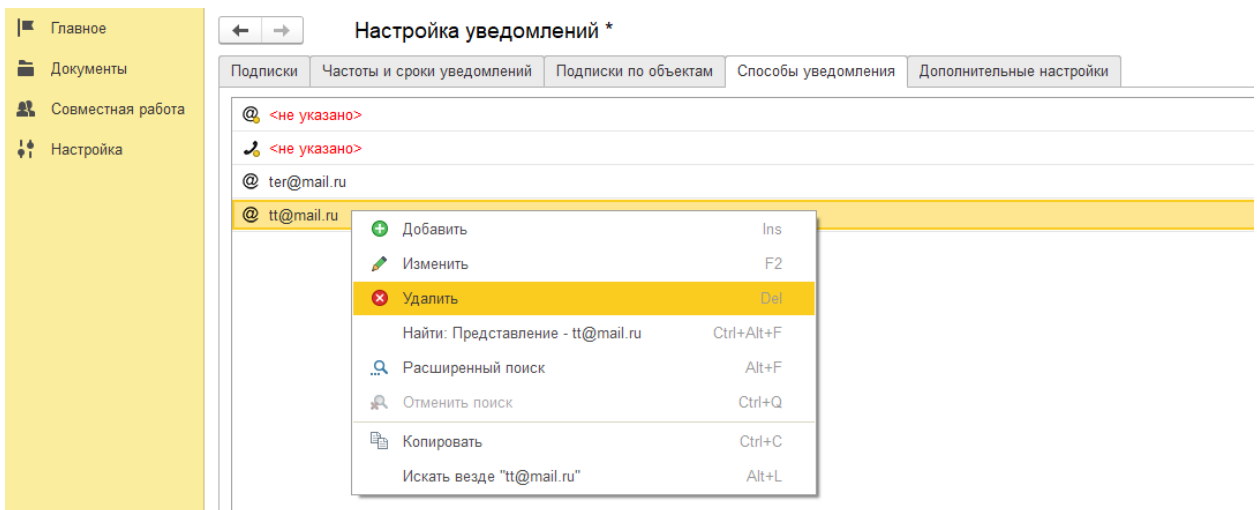 Главное
Документы
Совместная работа
Настройка
Настройка уведомлений *
Подписки Частоты и сроки уведомлений Подписки по объектам Способы уведомления Дополнительные настройки
<не указано>
<не указано>
ter@mail.ru
tt@mail.ru
Добавить Ins
Изменить F2
Удалить Del
Найти: Представление - tt@mail.ru Ctrl+Alt+F
Расширенный поиск Alt+F
Отменить поиск Ctrl+Q
Копировать Ctrl+C
Искать везде "tt@mail.ru" Alt+L